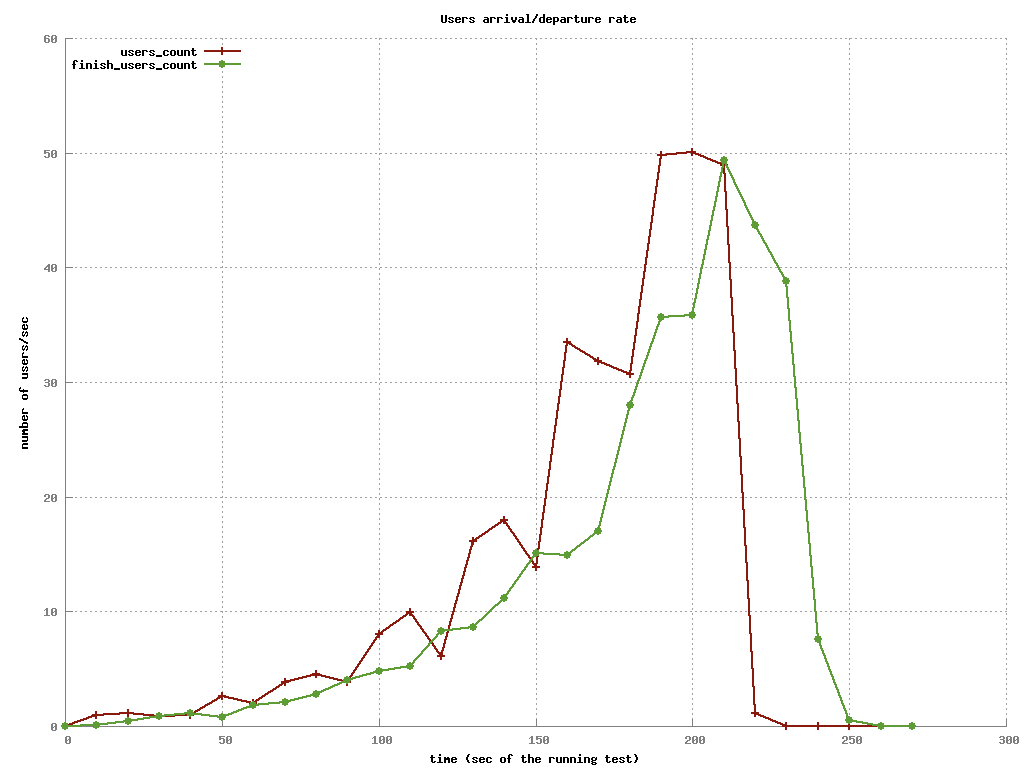 Users arrival/departure rate
users_count
finish_users_count
60
50
40
30
20
10
0
number of users/sec
0 50 100 150 200 250 300
time (sec of the running test)